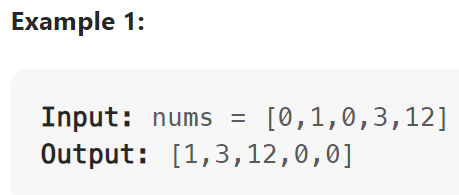 Example 1:
Input: nums = [0,1,0,3,12]
Output: [1,3,12,0,0]